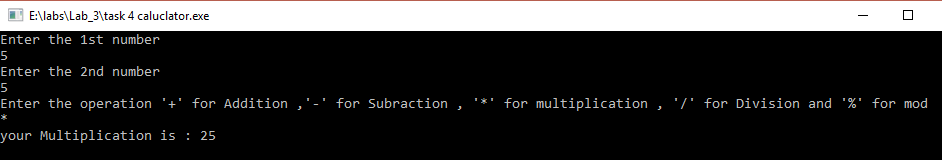 E:\labs\Lab_3\task 4 caluclator.exe
Enter the 1st number
5
Enter the 2nd number
5
Enter the operation '+' for Addition ,'-' for Subraction , '*' for multiplication , '/' for Division and '%' for mod
*
your Multiplication is : 25